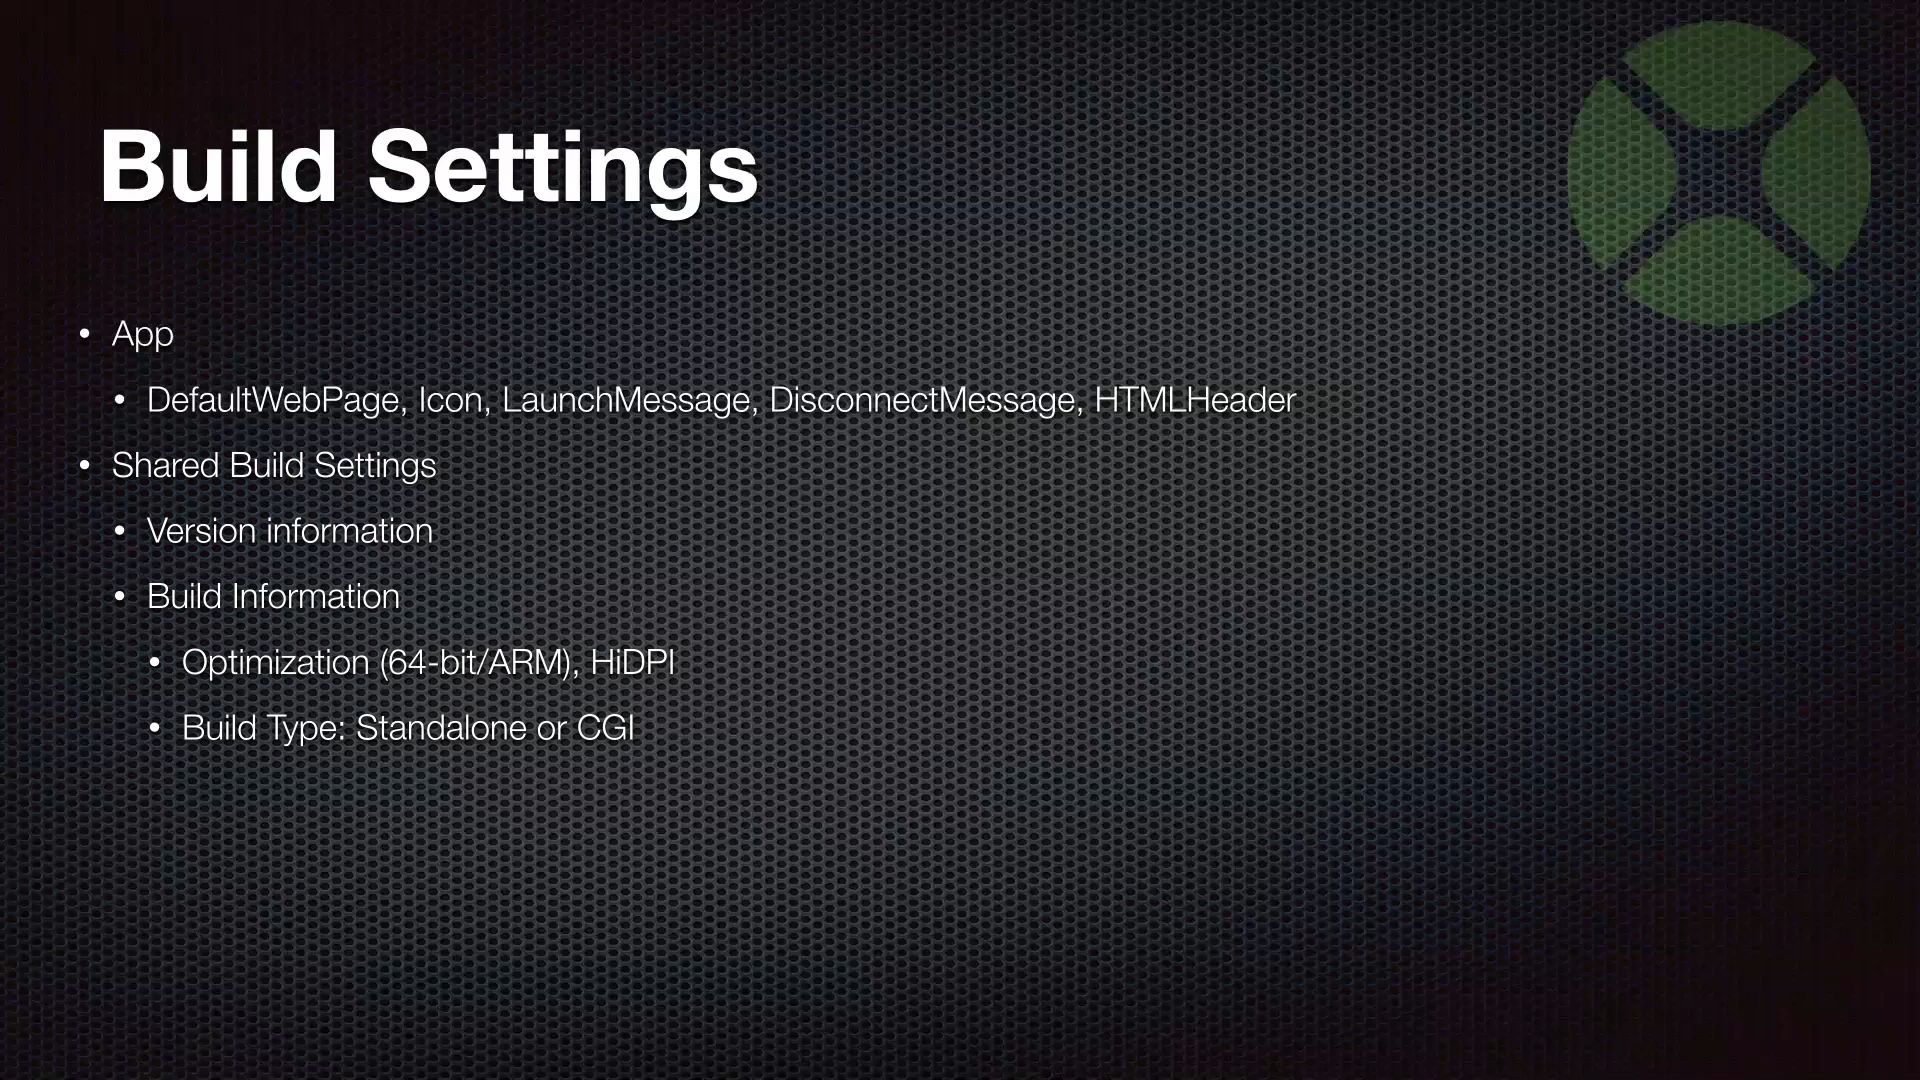 Build Settings
• App
• DefaultWebPage, Icon, LaunchMessage, DisconnectMessage, HTMLHeader
• Shared Build Settings
• Version information
• Build Information
• Optimization (64-bit/ARM), HiDPI
• Build Type: Standalone or CGI